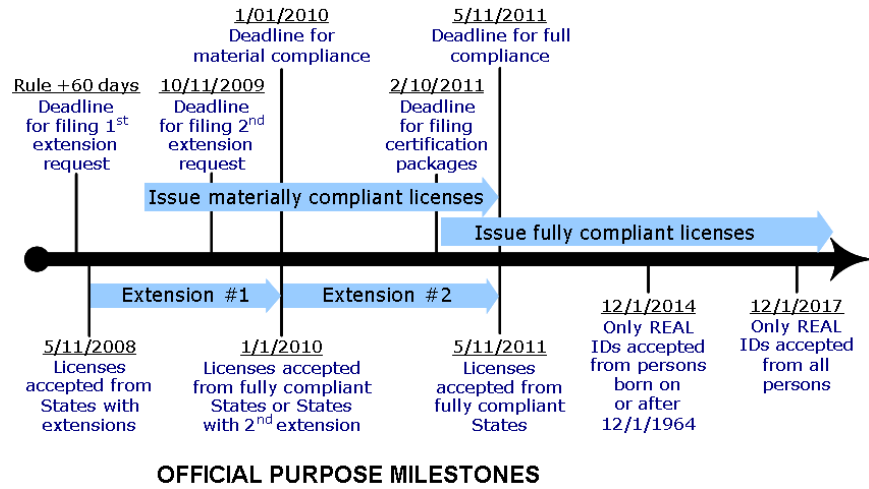 1/01/2010
Deadline for
material compliance
5/11/2011
Deadline for full
compliance
Rule +60 days
Deadline
for filing 1st
extension
request
10/11/2009
Deadline
for filing 2nd
extension
request
2/10/2011
Deadline
for filing
certification
packages
Issue materially compliant licenses
Issue fully compliant licenses
Extension #1
Extension #2
5/11/2008
Licenses
accepted from
States with
extensions
1/1/2010
Licenses accepted
from fully compliant
States or States
with 2nd extension
5/11/2011
Licenses
accepted from
fully compliant
States
12/1/2014
Only REAL
IDs accepted
from persons
born on
or after
12/1/1964
12/1/2017
Only REAL
IDs accepted
from all
persons
OFFICIAL PURPOSE MILESTONES